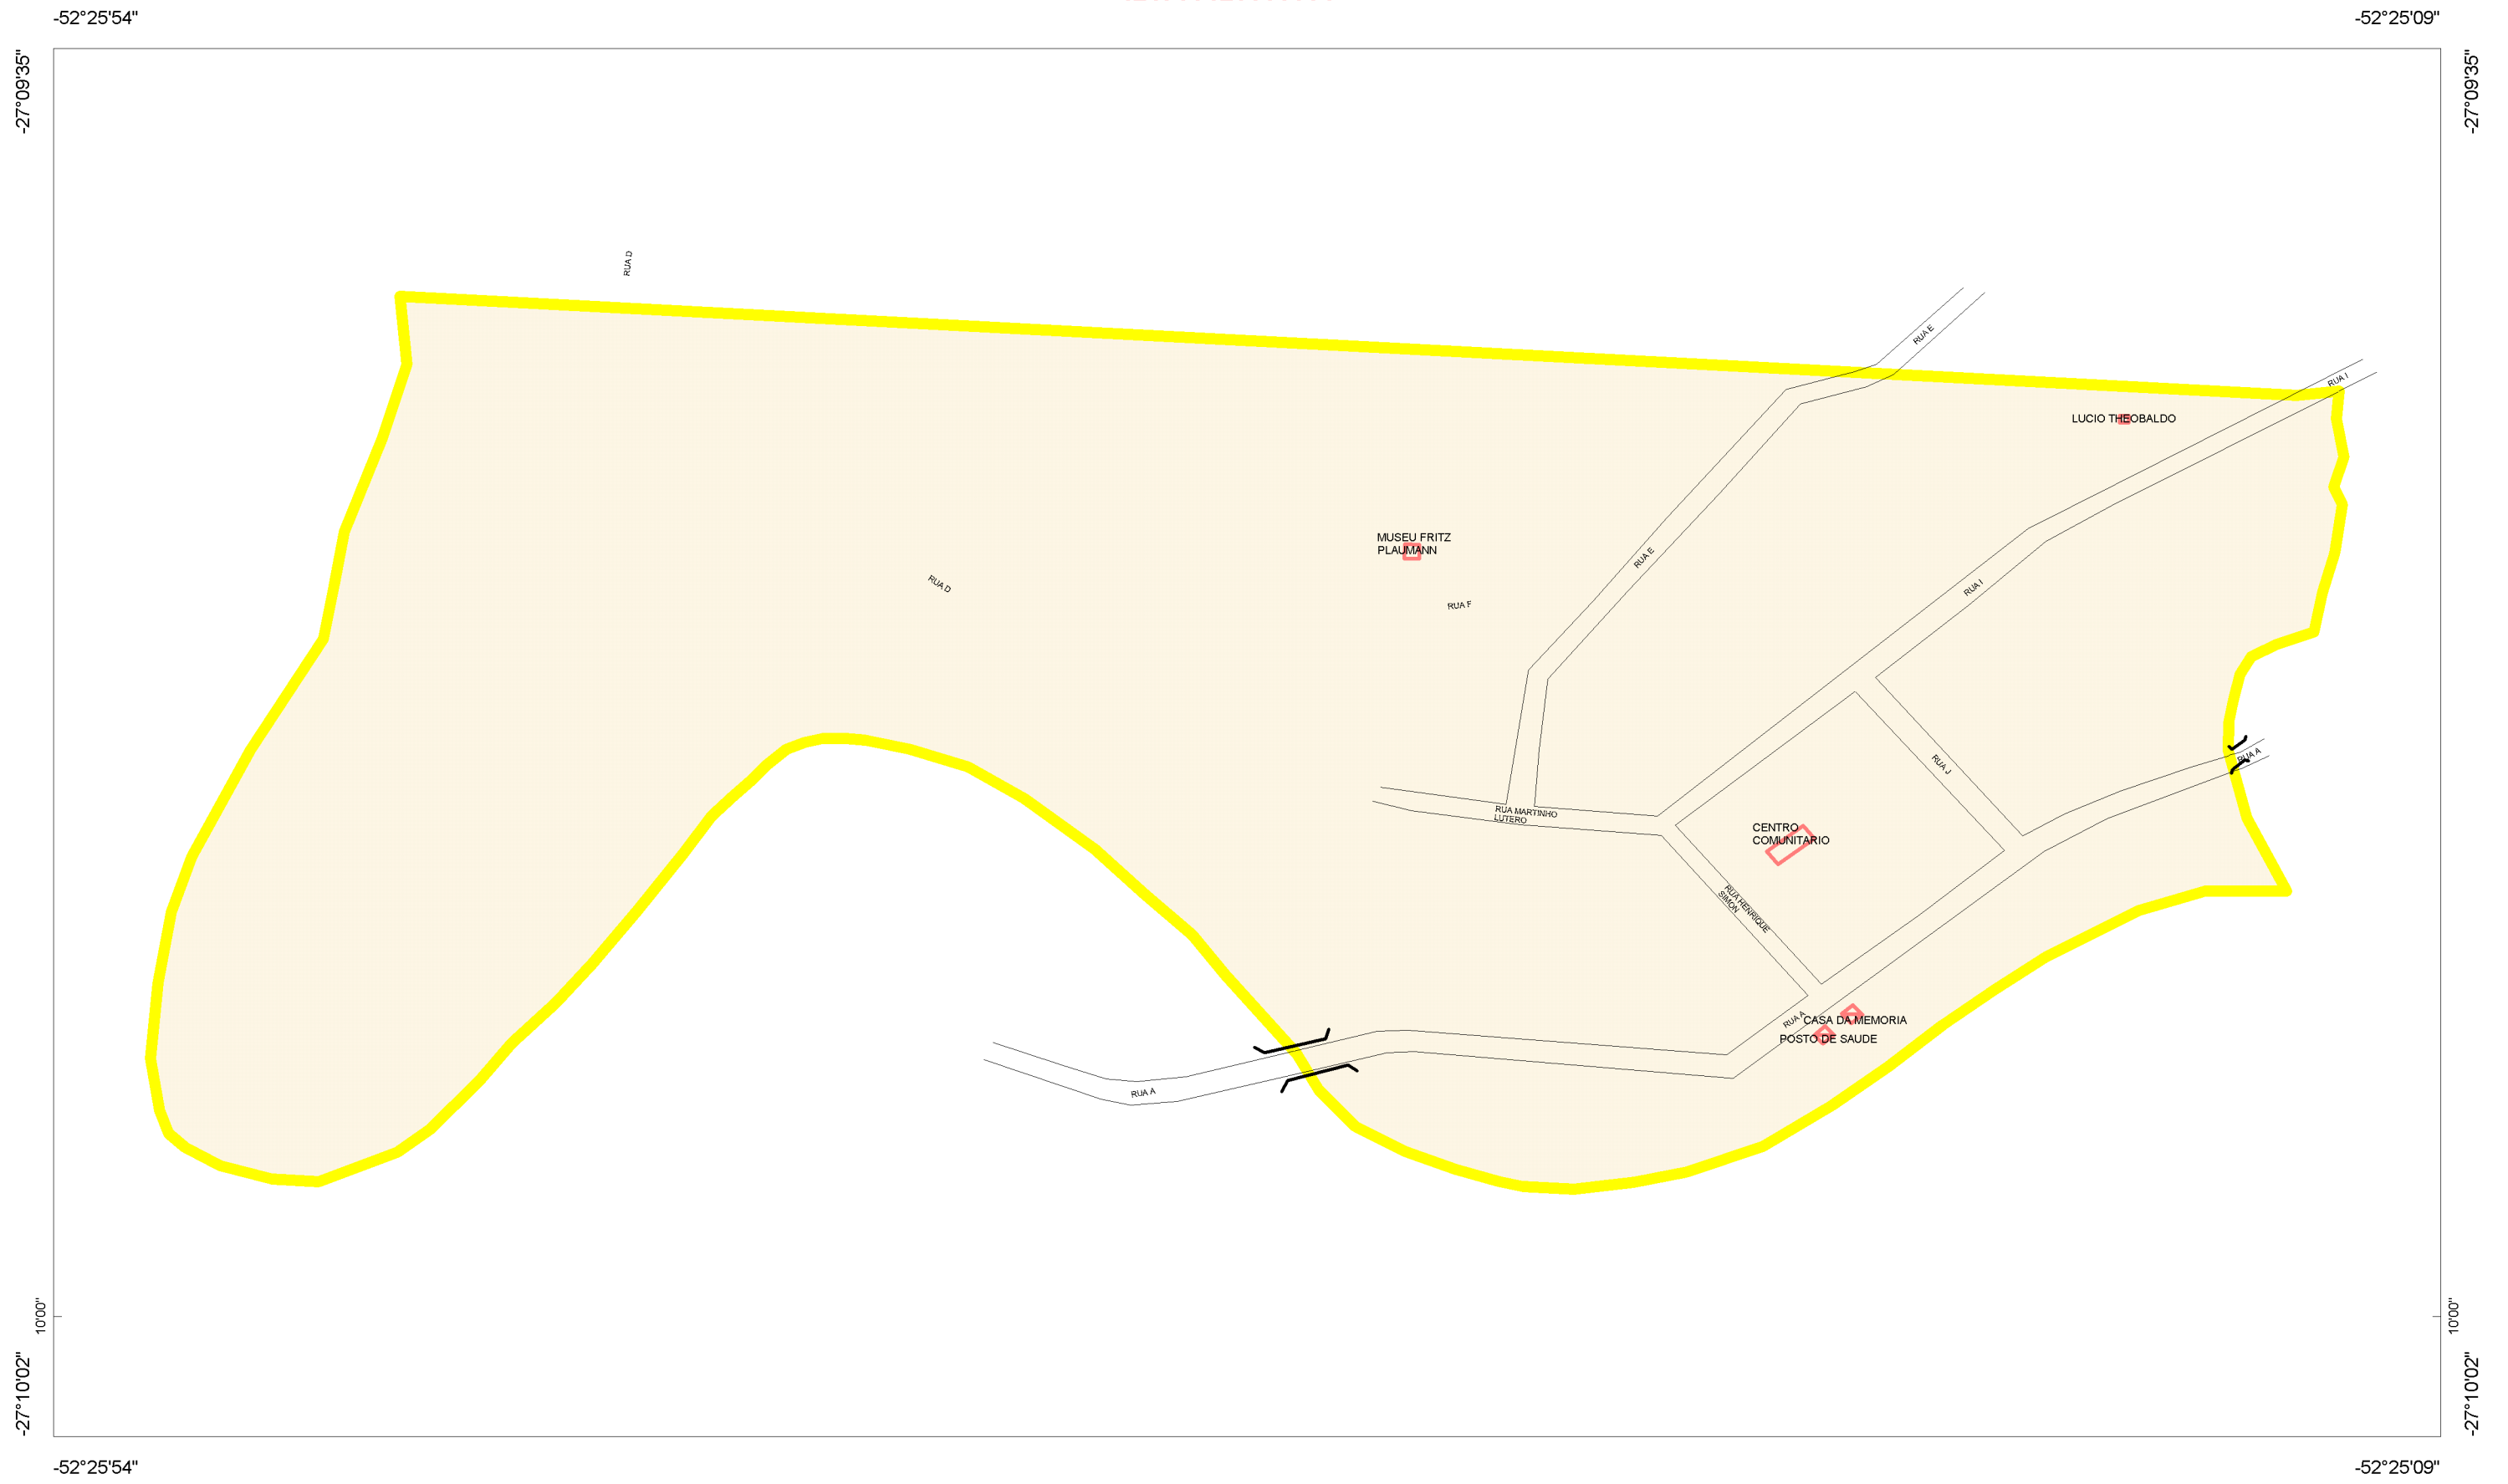 -52°25'54"
-52°25'09"
-27°09'35"
-27°09'35"
RUA D
RUA E
RUA I
LUCIO THEOBALDO
MUSEU FRITZ
PLAUMANN
RUA E
RUA D
RUA I
RUA F
RUA A
RUA J
RUA MARTINHO
LUTERO
CENTRO
COMUNITARIO
RUA HENRIQUE
SIMON
RUA A
CASA DA MEMORIA
POSTO DE SAUDE
RUA A
10'00"
10'00"
-27°10'02"
-27°10'02"
-52°25'54"
-52°25'09"